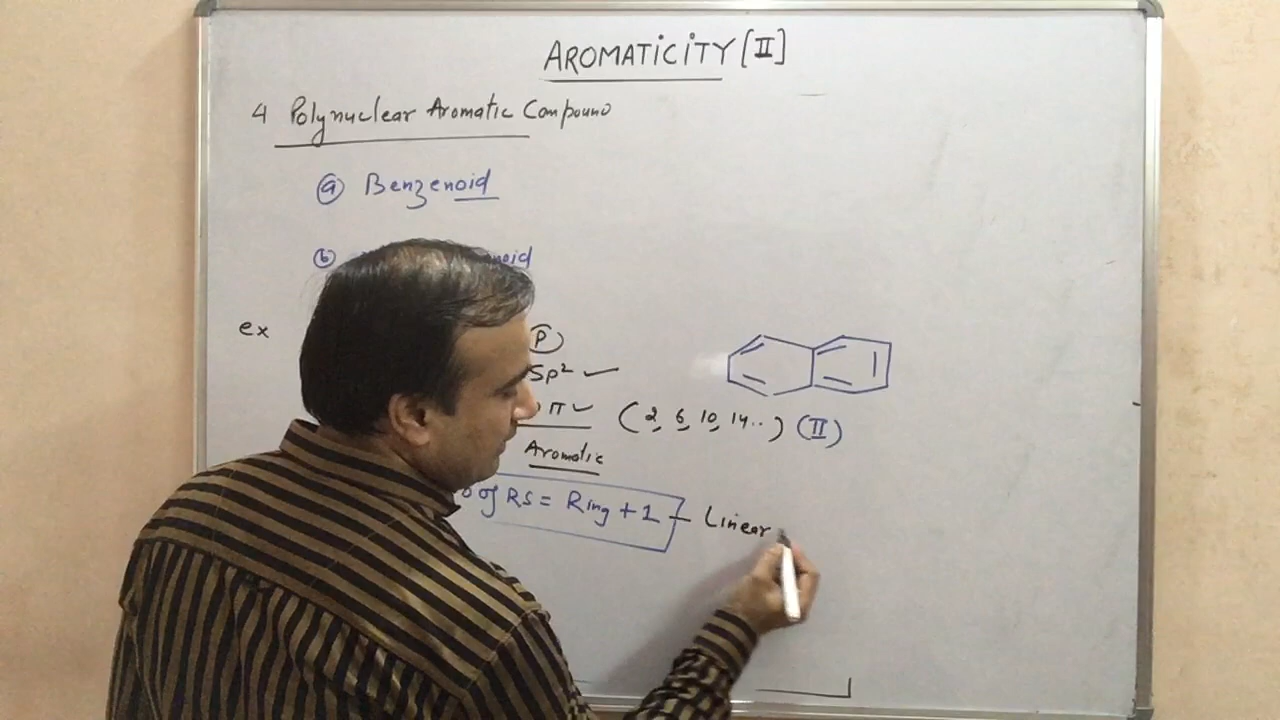 AROMATICITY [II]
4 Polynuclear Aromatic Compound
ⓐ Benzenoid
ⓑ noid
ex
Ⓟ
Sp² ✓
π ✓ (2, 6, 10, 14..) (II)
Aromatic
of RS = Ring + 1 - Linear